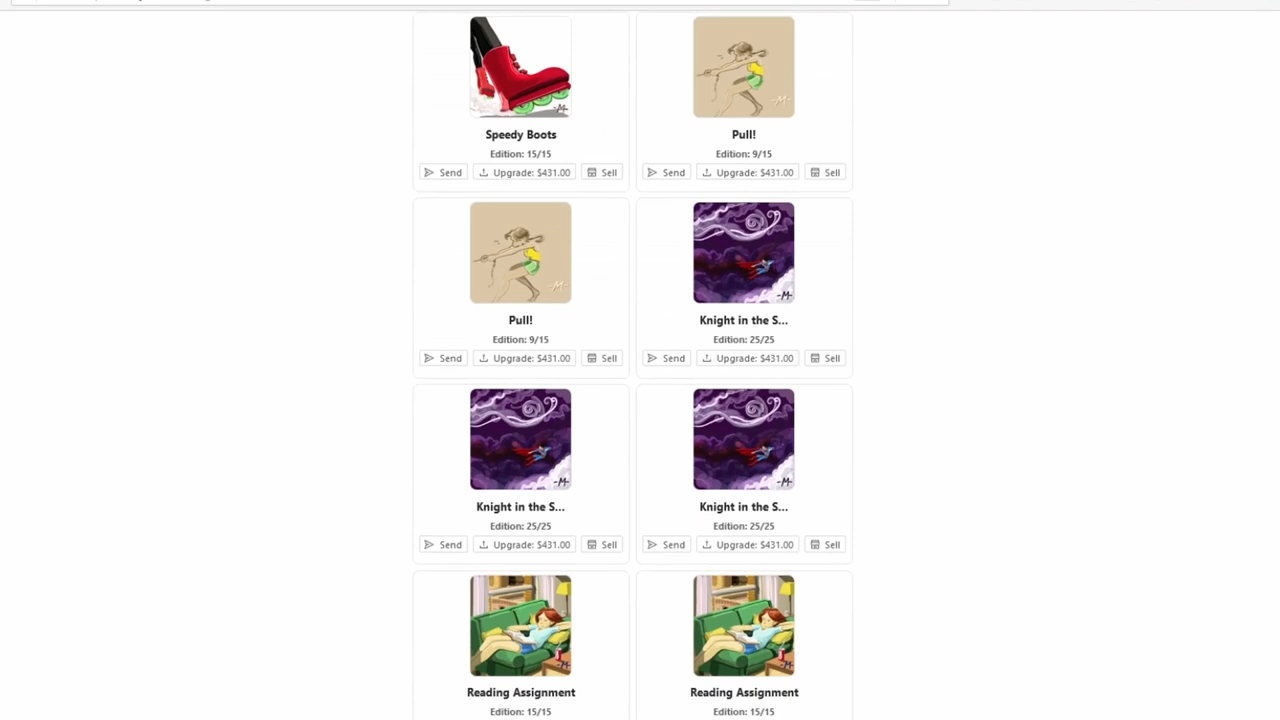 -M-
-M-
Speedy Boots
Pull!
Edition: 15/15
Edition: 9/15
Send
Upgrade: $431.00
Sell
Send
Upgrade: $431.00
Sell
-M-
-M-
Pull!
Knight in the S...
Edition: 9/15
Edition: 25/25
Send
Upgrade: $431.00
Sell
Send
Upgrade: $431.00
Sell
-M-
-M-
Knight in the S...
Knight in the S...
Edition: 25/25
Edition: 25/25
Send
Upgrade: $431.00
Sell
Send
Upgrade: $431.00
Sell
-M-
-M-
Reading Assignment
Reading Assignment
Edition: 15/15
Edition: 15/15